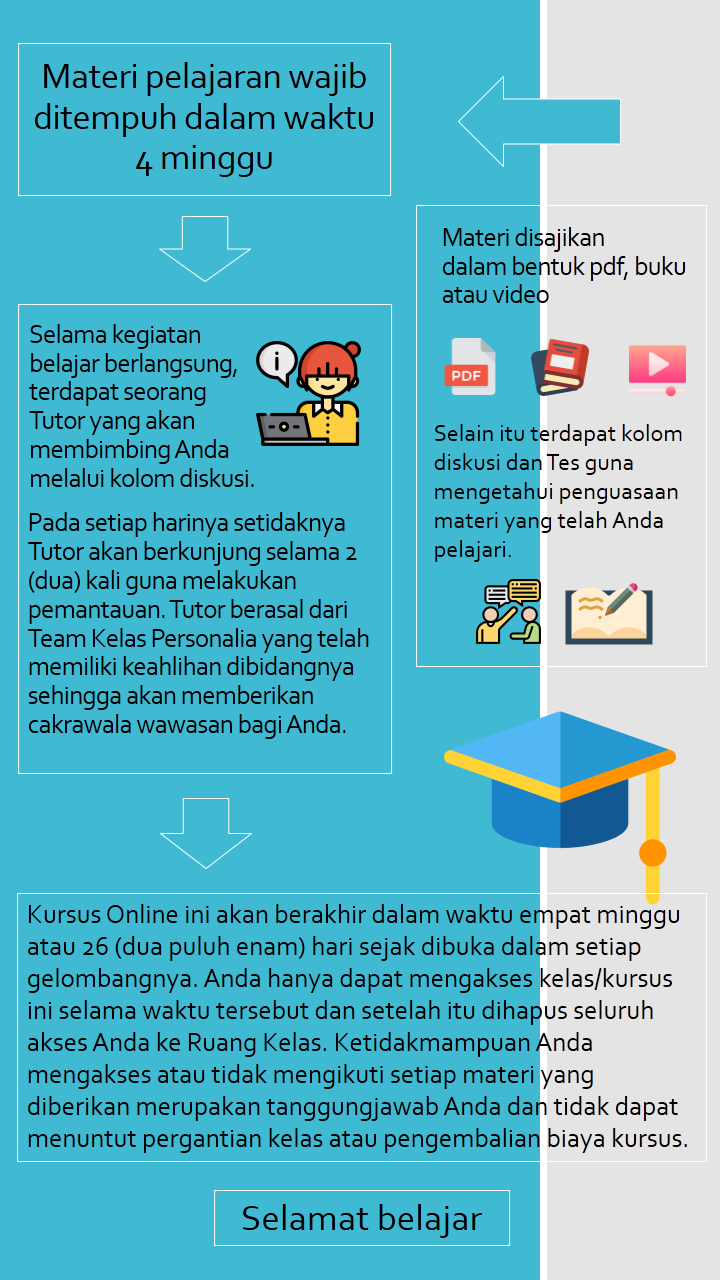 Materi pelajaran wajib
ditempuh dalam waktu
4 minggu
Materi disajikan
dalam bentuk pdf, buku
atau video
PDF
Selain itu terdapat kolom
diskusi dan Tes guna
mengetahui penguasaan
materi yang telah Anda
pelajari.
Selama kegiatan
belajar berlangsung,
terdapat seorang
Tutor yang akan
membimbing Anda
melalui kolom diskusi.
Pada setiap harinya setidaknya
Tutor akan berkunjung selama 2
(dua) kali guna melakukan
pemantauan. Tutor berasal dari
Team Kelas Personalia yang telah
memiliki keahlihan dibidangnya
sehingga akan memberikan
cakrawala wawasan bagi Anda.
Kursus Online ini akan berakhir dalam waktu empat minggu
atau 26 (dua puluh enam) hari sejak dibuka dalam setiap
gelombangnya. Anda hanya dapat mengakses kelas/kursus
ini selama waktu tersebut dan setelah itu dihapus seluruh
akses Anda ke Ruang Kelas. Ketidakmampuan Anda
mengakses atau tidak mengikuti setiap materi yang
diberikan merupakan tanggungjawab Anda dan tidak dapat
menuntut pergantian kelas atau pengembalian biaya kursus.
Selamat belajar